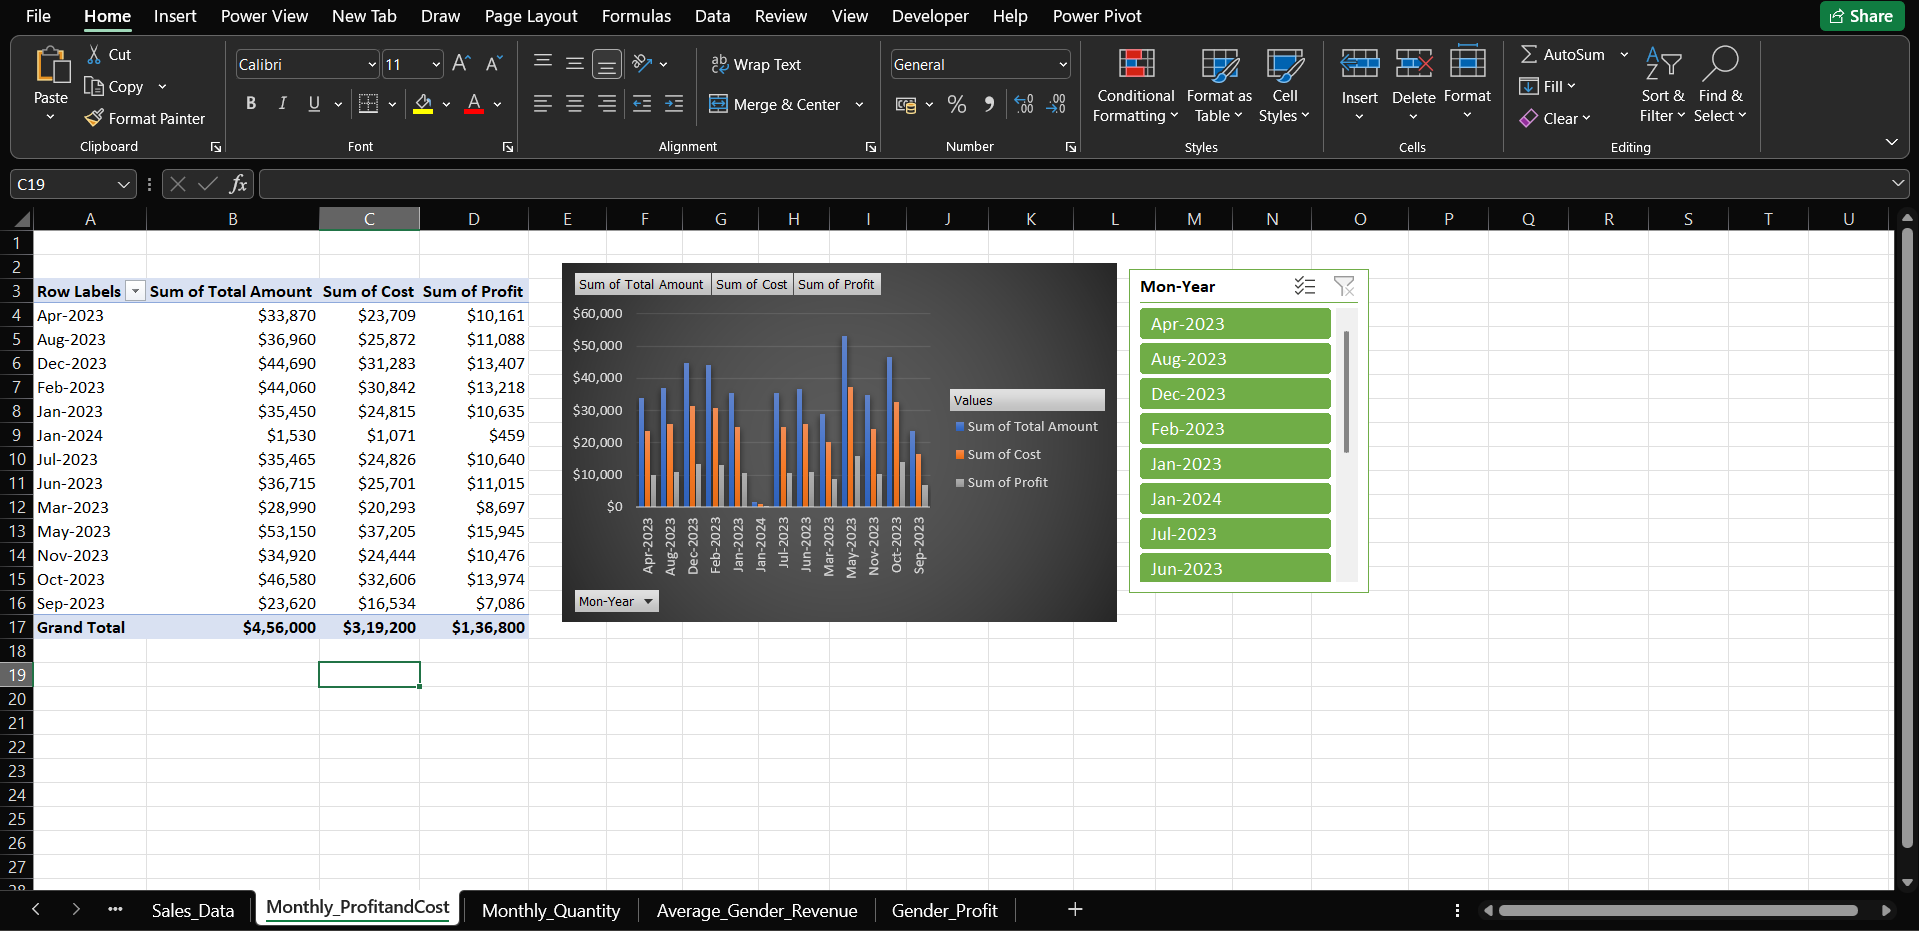 File Home Insert Power View New Tab Draw Page Layout Formulas Data Review View Developer Help Power Pivot Share
Paste Cut Copy Format Painter Clipboard
Calibri 11 B I U A Font
Wrap Text Merge & Center Alignment
General % Number
Conditional Formatting Format as Table Cell Styles Styles
Insert Delete Format Cells
AutoSum Fill Clear Sort & Filter Find & Select Editing
C19 fx
A B C D E F G H I J K L M N O P Q R S T U
1
2
3 Row Labels Sum of Total Amount Sum of Cost Sum of Profit
4 Apr-2023 $33,870 $23,709 $10,161
5 Aug-2023 $36,960 $25,872 $11,088
6 Dec-2023 $44,690 $31,283 $13,407
7 Feb-2023 $44,060 $30,842 $13,218
8 Jan-2023 $35,450 $24,815 $10,635
9 Jan-2024 $1,530 $1,071 $459
10 Jul-2023 $35,465 $24,826 $10,640
11 Jun-2023 $36,715 $25,701 $11,015
12 Mar-2023 $28,990 $20,293 $8,697
13 May-2023 $53,150 $37,205 $15,945
14 Nov-2023 $34,920 $24,444 $10,476
15 Oct-2023 $46,580 $32,606 $13,974
16 Sep-2023 $23,620 $16,534 $7,086
17 Grand Total $4,56,000 $3,19,200 $1,36,800
18
19
20
21
22
23
24
25
26
27
28
Sum of Total Amount Sum of Cost Sum of Profit
$60,000
$50,000
$40,000
$30,000
$20,000
$10,000
$0
Apr-2023 Aug-2023 Dec-2023 Feb-2023 Jan-2023 Jan-2024 Jul-2023 Jun-2023 Mar-2023 May-2023 Nov-2023 Oct-2023 Sep-2023
Values
Sum of Total Amount
Sum of Cost
Sum of Profit
Mon-Year
Mon-Year
Apr-2023
Aug-2023
Dec-2023
Feb-2023
Jan-2023
Jan-2024
Jul-2023
Jun-2023
Sales_Data Monthly_ProfitandCost Monthly_Quantity Average_Gender_Revenue Gender_Profit